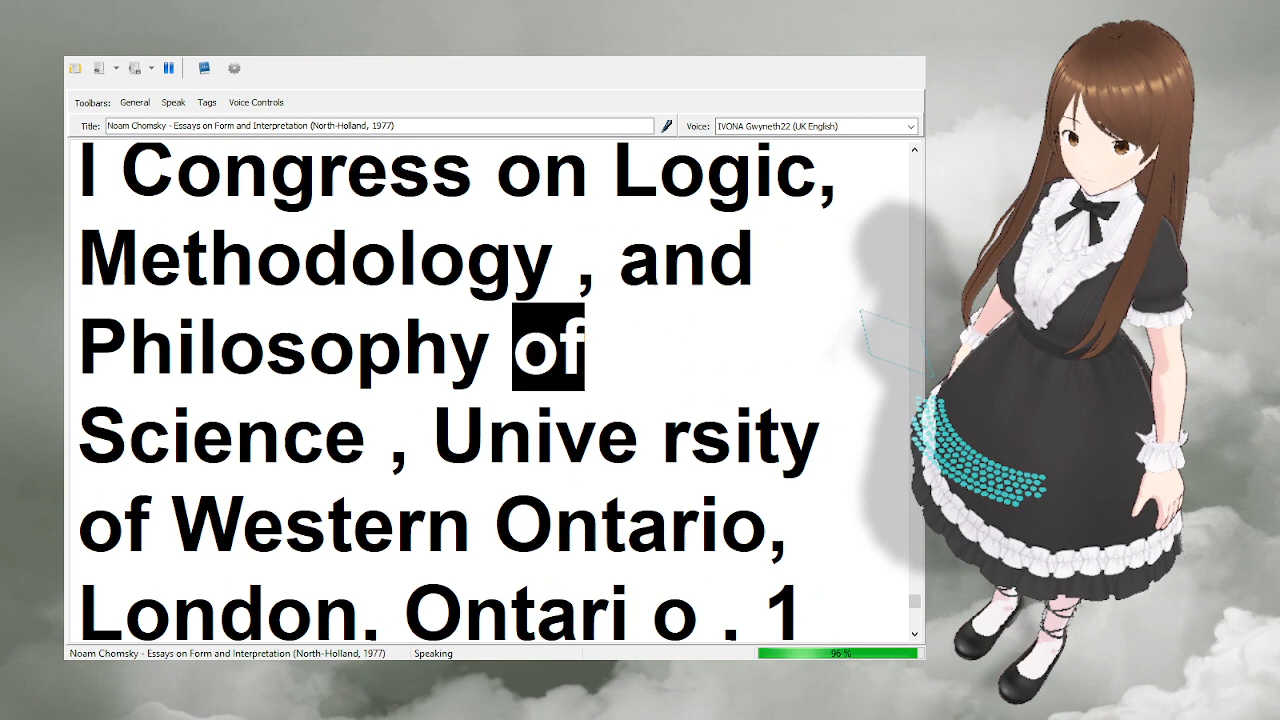 Toolbars: General Speak Tags Voice Controls
Title: Noam Chomsky - Essays on Form and Interpretation (North-Holland, 1977) Voice: IVONA Gwyneth22 (UK English)
l Congress on Logic,
Methodology , and
Philosophy of
Science , Unive rsity
of Western Ontario,
London, Ontari o , 1
Noam Chomsky - Essays on Form and Interpretation (North-Holland, 1977) Speaking 96 %